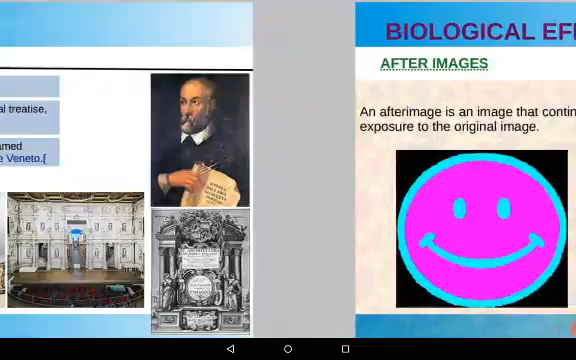 al treatise,
amed
e Veneto.[
BIOLOGICAL EF
AFTER IMAGES
An afterimage is an image that contin
exposure to the original image.